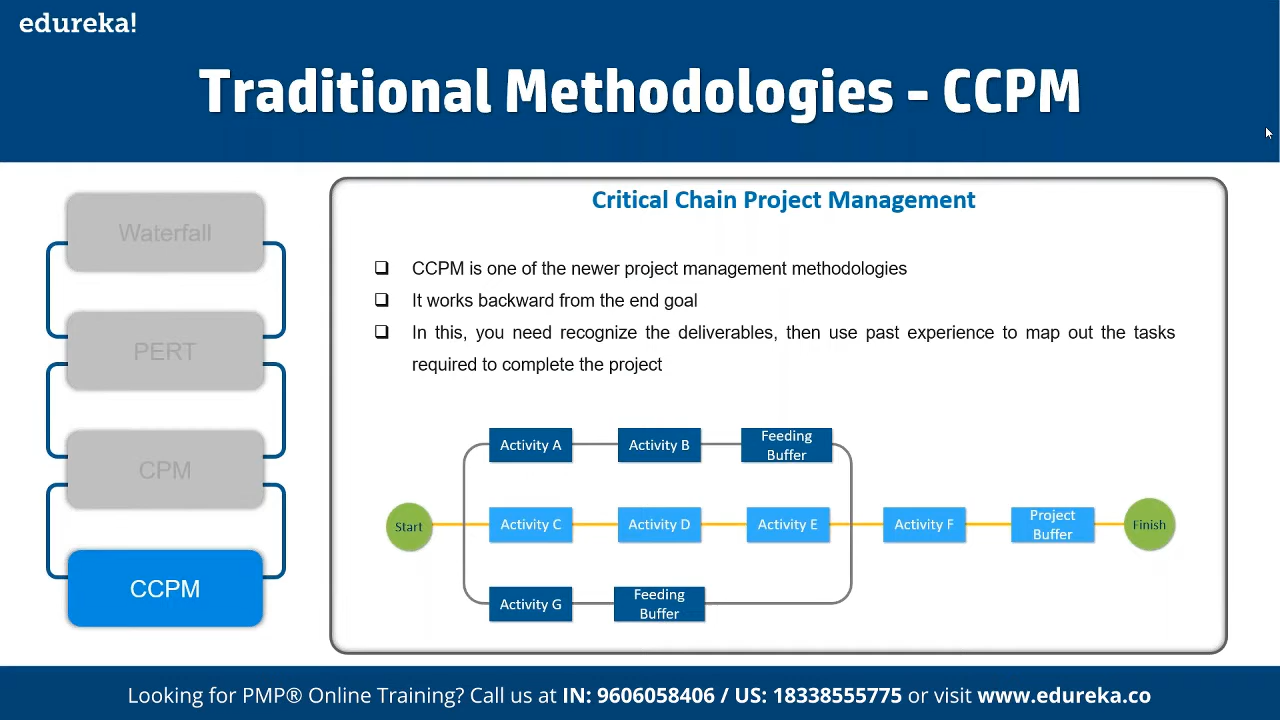 edureka!
Traditional Methodologies - CCPM
Waterfall
PERT
CPM
CCPM
Critical Chain Project Management
CCPM is one of the newer project management methodologies
It works backward from the end goal
In this, you need recognize the deliverables, then use past experience to map out the tasks
required to complete the project
Activity A
Activity B
Feeding
Buffer
Start
Activity C
Activity D
Activity E
Activity F
Project
Buffer
Finish
Activity G
Feeding
Buffer
Looking for PMP® Online Training? Call us at IN: 9606058406 / US: 18338555775 or visit www.edureka.co